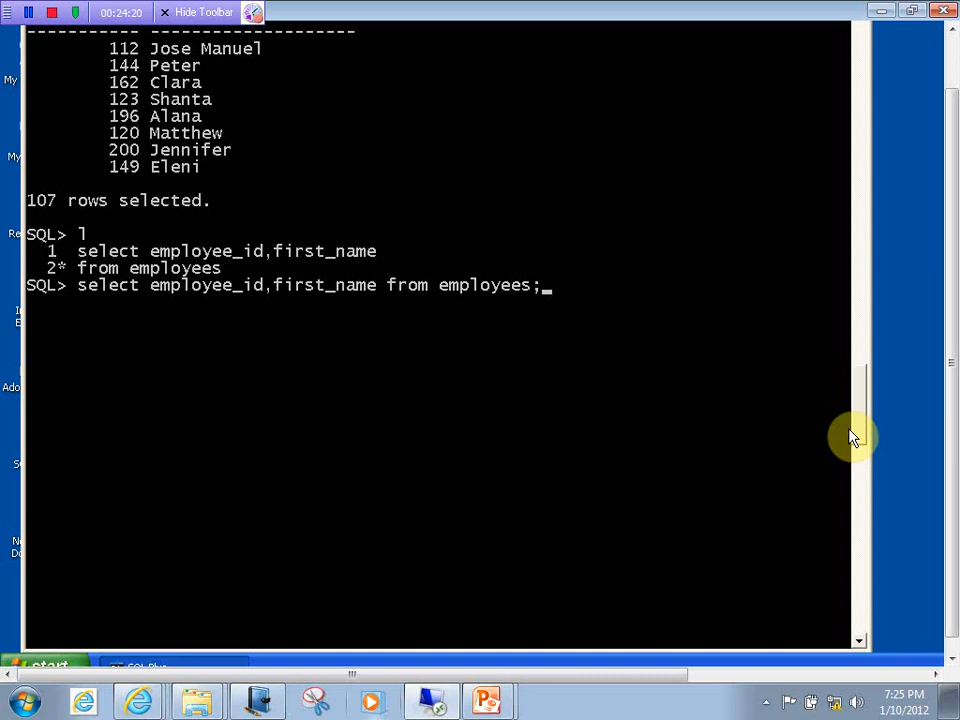 00:24:20 Hide Toolbar
----------- --------------------
112 Jose Manuel
144 Peter
162 Clara
123 Shanta
196 Alana
120 Matthew
200 Jennifer
149 Eleni
107 rows selected.
SQL> l
1 select employee_id,first_name
2* from employees
SQL> select employee_id,first_name from employees;_
My
My
Re
In
E
Ado
S
No
Do
start SQL Plus
7:25 PM
1/10/2012